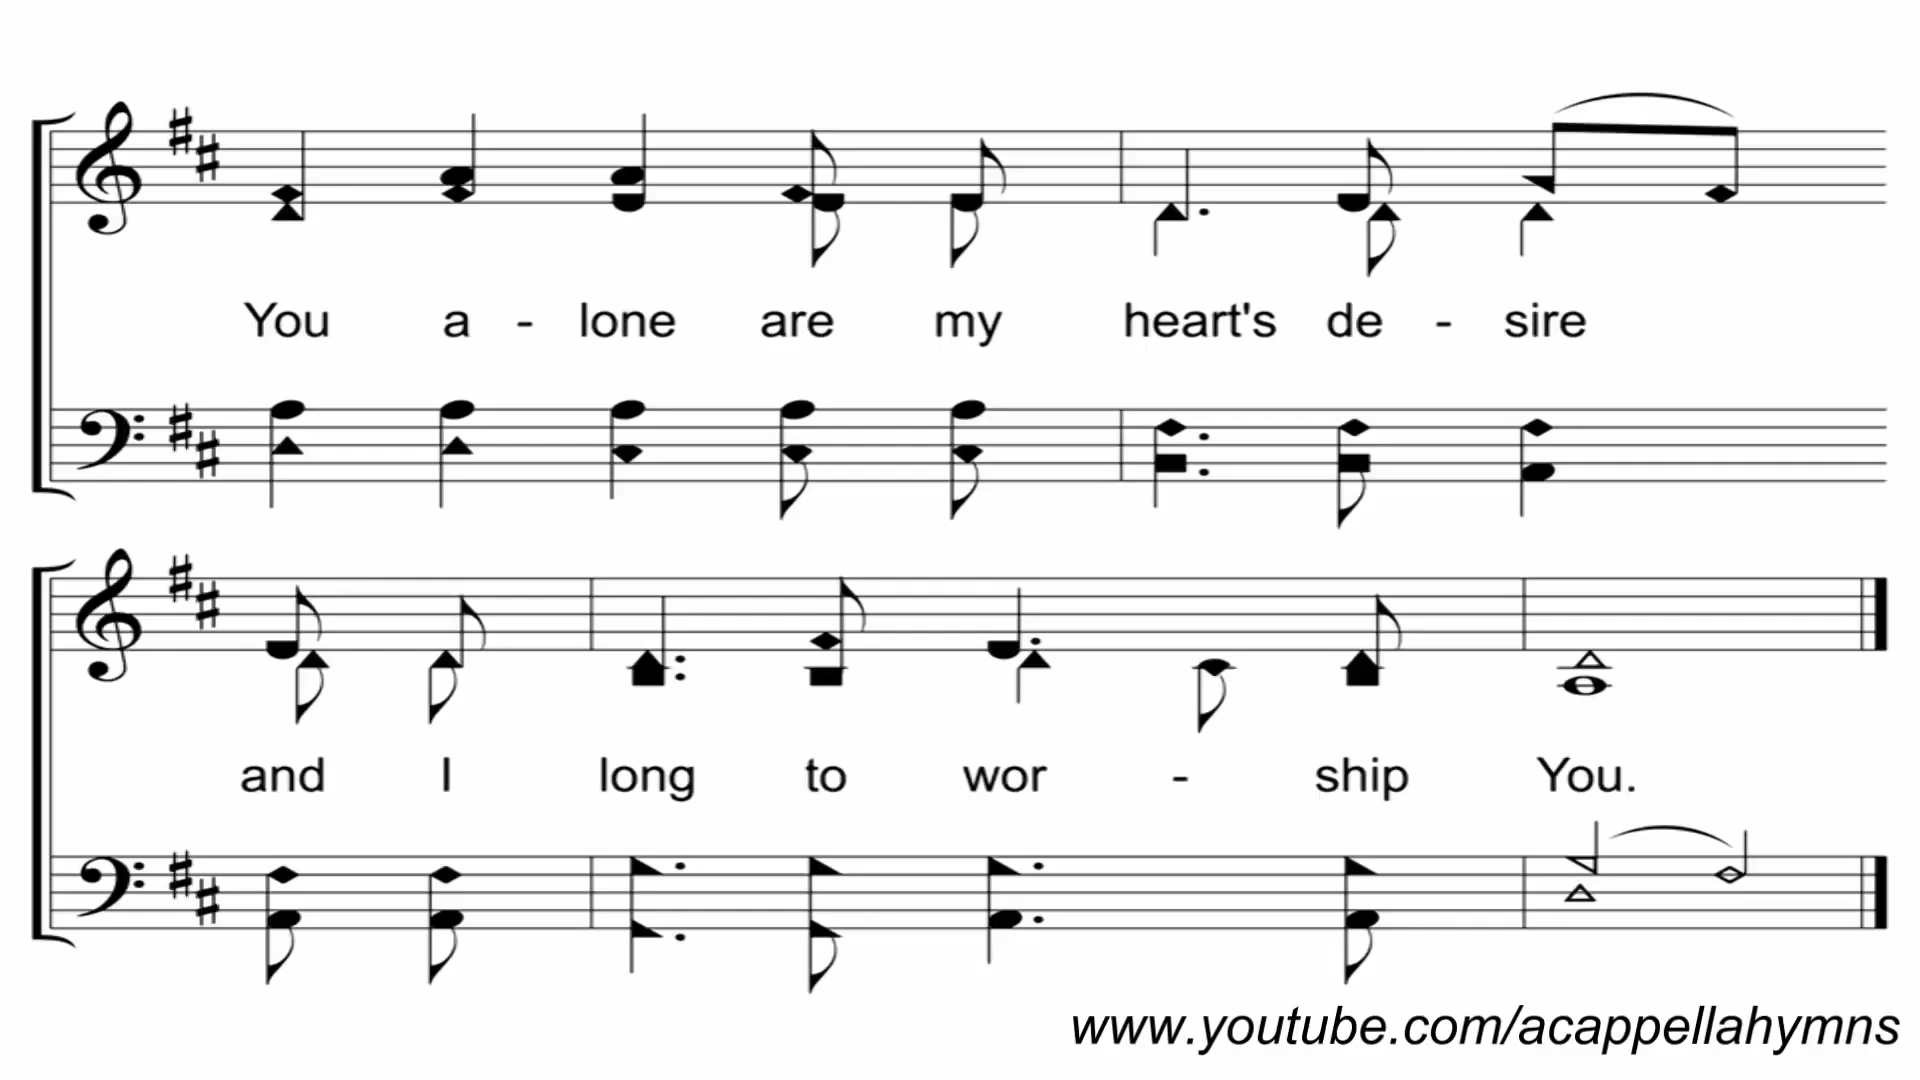 You a - lone are my heart's de - sire
and I long to wor - ship You.
www.youtube.com/acappellahymns